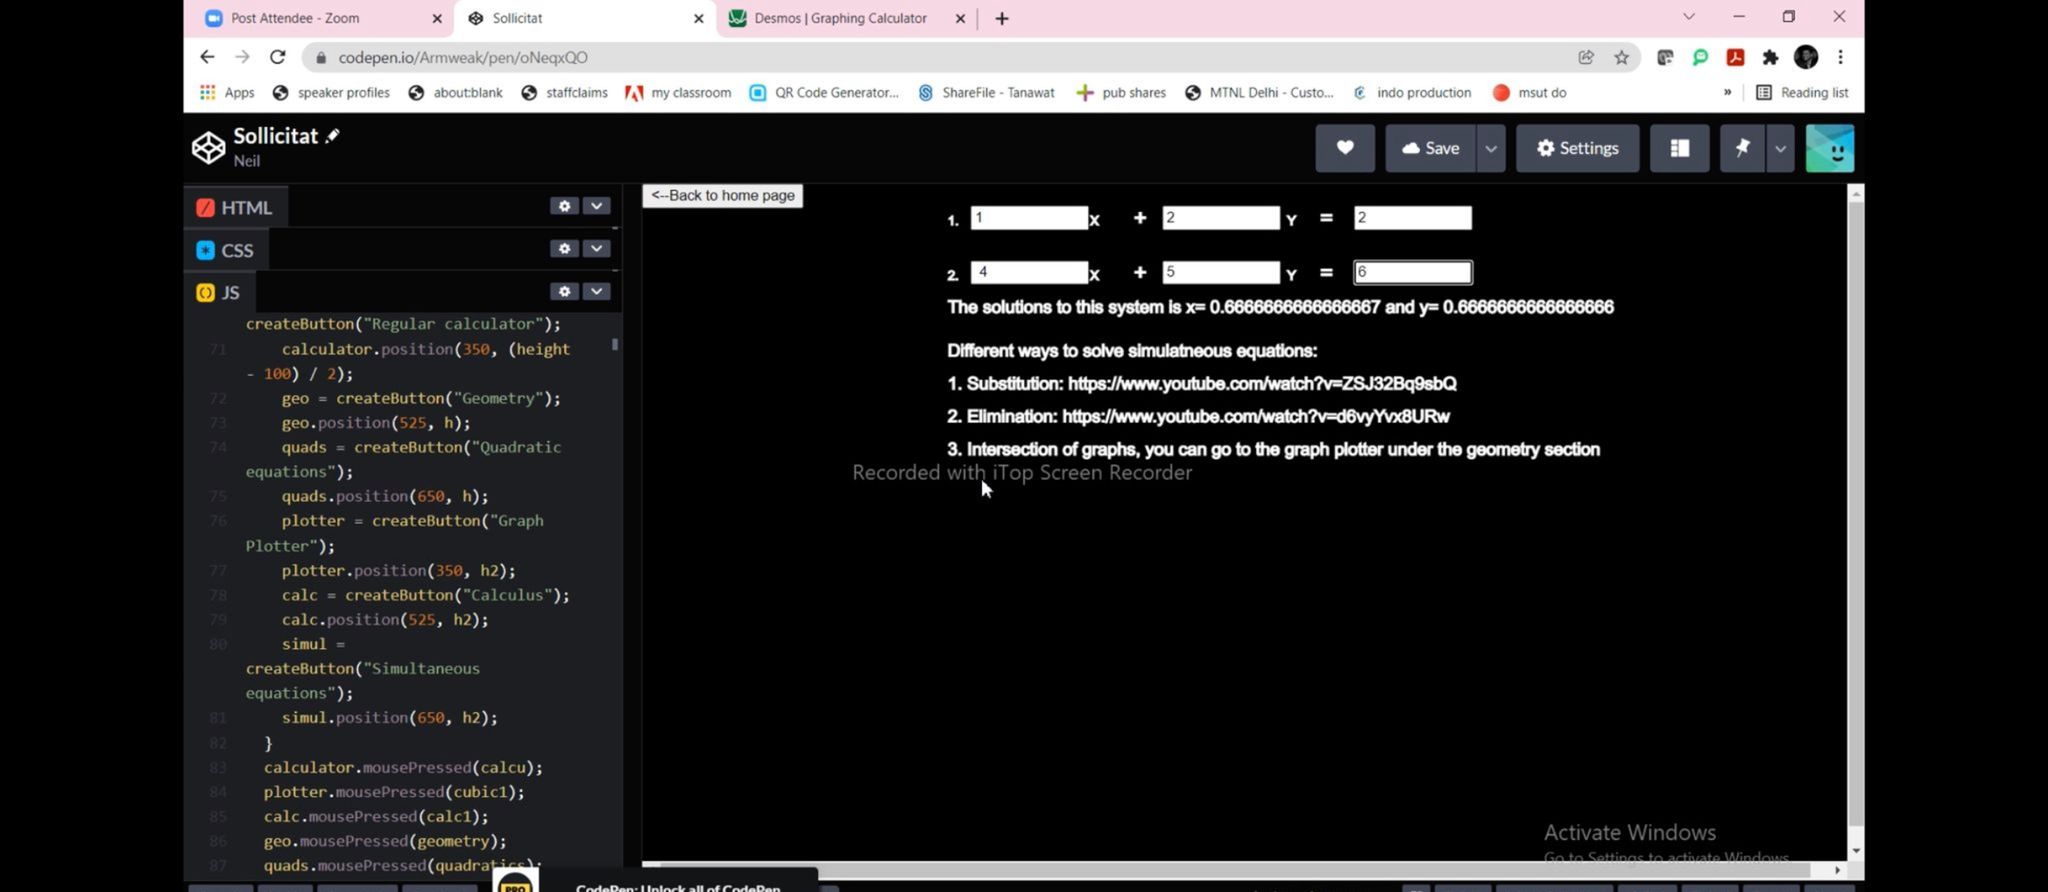 Post Attendee - Zoom
Sollicitat
Desmos | Graphing Calculator
codepen.io/Armweak/pen/oNeqxQO
Apps speaker profiles about:blank staffclaims my classroom QR Code Generator... ShareFile - Tanawat pub shares MTNL Delhi - Custo... indo production msut do » Reading list
Sollicitat
Neil
Save
Settings
HTML
CSS
JS
createButton("Regular calculator");
71 calculator.position(350, (height
- 100) / 2);
72 geo = createButton("Geometry");
73 geo.position(525, h);
74 quads = createButton("Quadratic
equations");
75 quads.position(650, h);
76 plotter = createButton("Graph
Plotter");
77 plotter.position(350, h2);
78 calc = createButton("Calculus");
79 calc.position(525, h2);
80 simul =
createButton("Simultaneous
equations");
81 simul.position(650, h2);
82 }
83 calculator.mousePressed(calcu);
84 plotter.mousePressed(cubic1);
85 calc.mousePressed(calc1);
86 geo.mousePressed(geometry);
87 quads.mousePressed(quadratics);
<--Back to home page
1. 1 X + 2 Y = 2
2. 4 X + 5 Y = 6
The solutions to this system is x= 0.6666666666666667 and y= 0.6666666666666666
Different ways to solve simulatneous equations:
1. Substitution: https://www.youtube.com/watch?v=ZSJ32Bq9sbQ
2. Elimination: https://www.youtube.com/watch?v=d6vyYvx8URw
3. Intersection of graphs, you can go to the graph plotter under the geometry section
Recorded with iTop Screen Recorder
Activate Windows
Go to Settings to activate Windows.
PRO
CodePen: Unlock all of CodePen